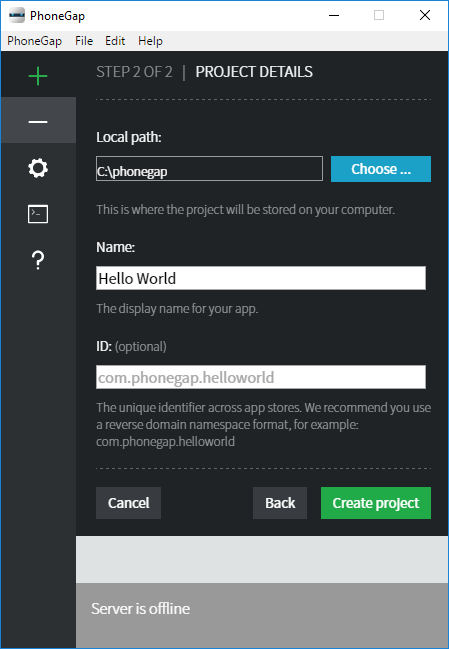 PhoneGap
PhoneGap File Edit Help
STEP 2 OF 2 | PROJECT DETAILS
Local path:
C:\phonegap
Choose ...
This is where the project will be stored on your computer.
Name:
Hello World
The display name for your app.
ID: (optional)
com.phonegap.helloworld
The unique identifier across app stores. We recommend you use
a reverse domain namespace format, for example:
com.phonegap.helloworld
Cancel
Back
Create project
Server is offline